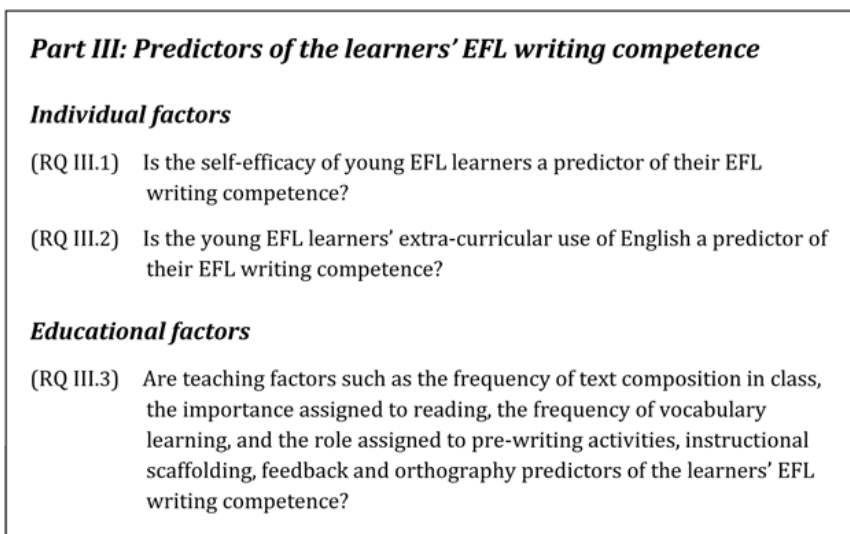 Part III: Predictors of the learners’ EFL writing competence
Individual factors
(RQ III.1) Is the self-efficacy of young EFL learners a predictor of their EFL
writing competence?
(RQ III.2) Is the young EFL learners’ extra-curricular use of English a predictor of
their EFL writing competence?
Educational factors
(RQ III.3) Are teaching factors such as the frequency of text composition in class,
the importance assigned to reading, the frequency of vocabulary
learning, and the role assigned to pre-writing activities, instructional
scaffolding, feedback and orthography predictors of the learners’ EFL
writing competence?